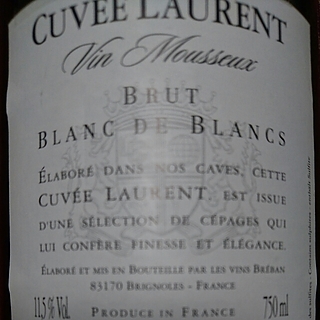 CUVÉE LAURENT
Vin Mousseux
BRUT
BLANC DE BLANCS
ÉLABORÉ DANS NOS CAVES, CETTE
CUVÉE LAURENT, EST ISSUE
D'UNE SÉLECTION DE CÉPAGES QUI
LUI CONFÈRE FINESSE ET ÉLÉGANCE.
ÉLABORÉ ET MIS EN BOUTEILLE PAR LES VINS BRÉBAN
83170 BRIGNOLES - FRANCE
11,5 % Vol. PRODUCE IN FRANCE 750 ml